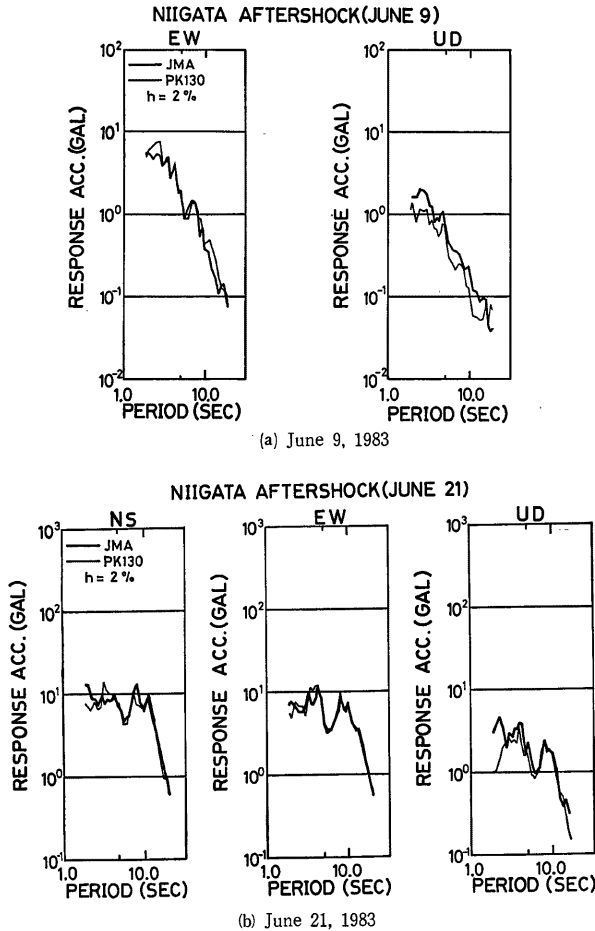 NIIGATA AFTERSHOCK(JUNE 9)
EW
UD
JMA
PK130
h = 2 %
RESPONSE ACC.(GAL)
10²
10¹
10⁰
10⁻¹
10⁻²
1.0
10.0
PERIOD (SEC)
RESPONSE ACC.(GAL)
10²
10¹
10⁰
10⁻¹
10⁻²
1.0
10.0
PERIOD (SEC)
(a) June 9, 1983
NIIGATA AFTERSHOCK(JUNE 21)
NS
EW
UD
JMA
PK130
h = 2 %
RESPONSE ACC.(GAL)
10³
10²
10¹
10⁰
10⁻¹
1.0
10.0
PERIOD (SEC)
RESPONSE ACC.(GAL)
10³
10²
10¹
10⁰
10⁻¹
1.0
10.0
PERIOD (SEC)
RESPONSE ACC.(GAL)
10³
10²
10¹
10⁰
10⁻¹
1.0
10.0
PERIOD (SEC)
(b) June 21, 1983